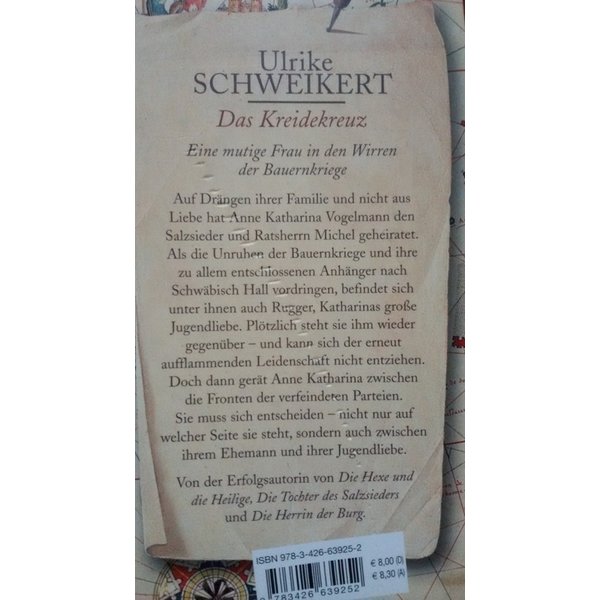 Ulrike
SCHWEIKERT
Das Kreidekreuz
Eine mutige Frau in den Wirren
der Bauernkriege
Auf Drängen ihrer Familie und nicht aus
Liebe hat Anne Katharina Vogelmann den
Salzsieder und Ratsherrn Michel geheiratet.
Als die Unruhen der Bauernkriege und ihre
zu allem entschlossenen Anhänger nach
Schwäbisch Hall vordringen, befindet sich
unter ihnen auch Rugger, Katharinas große
Jugendliebe. Plötzlich steht sie ihm wieder
gegenüber – und kann sich der erneut
aufflammenden Leidenschaft nicht entziehen.
Doch dann gerät Anne Katharina zwischen
die Fronten der verfeindeten Parteien.
Sie muss sich entscheiden – nicht nur auf
welcher Seite sie steht, sondern auch zwischen
ihrem Ehemann und ihrer Jugendliebe.
Von der Erfolgsautorin von Die Hexe und
die Heilige, Die Tochter des Salzsieders
und Die Herrin der Burg.
ISBN 978-3-426-63925-2
€ 8,00 (D)
€ 8,30 (A)
9 783426 639252